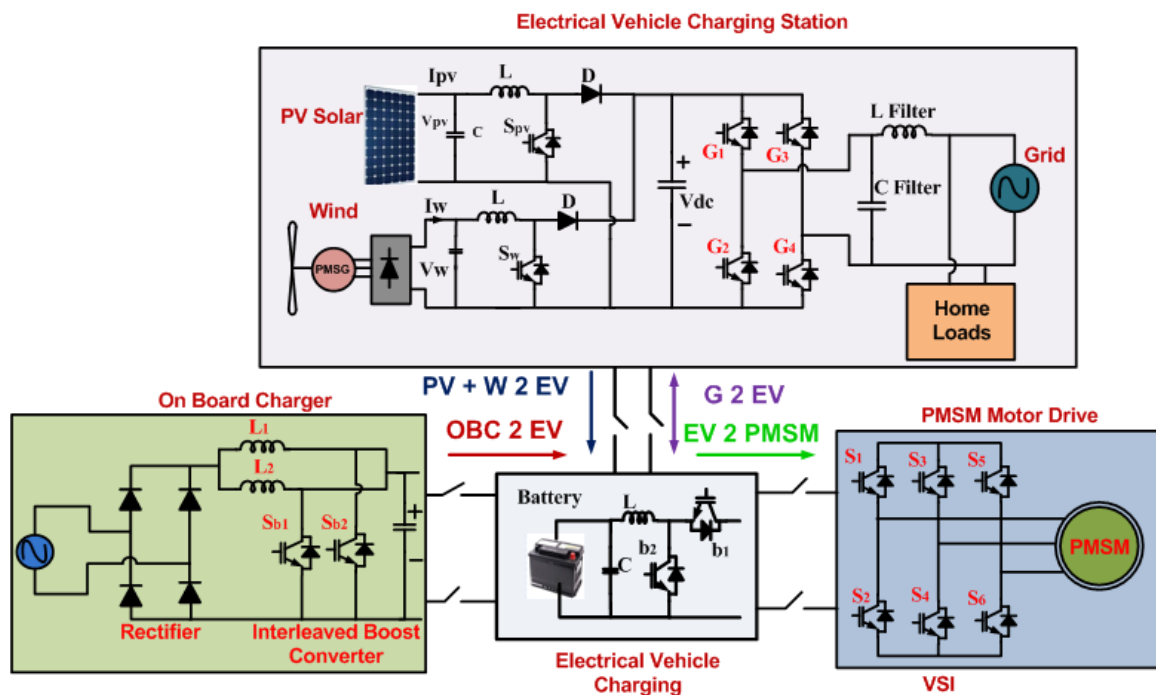 Electrical Vehicle Charging Station
PV Solar
Ipv
L
D
Vpv
C
Spv
Wind
PMSG
Iw
L
D
Vw
Sw
+
Vdc
−
G1
G3
G2
G4
L Filter
C Filter
Grid
Home
Loads
PV + W 2 EV
G 2 EV
OBC 2 EV
EV 2 PMSM
On Board Charger
L1
L2
Sb1
Sb2
+
−
Rectifier
Interleaved Boost
Converter
Battery
L
C
b2
b1
Electrical Vehicle
Charging
PMSM Motor Drive
S1
S3
S5
S2
S4
S6
PMSM
VSI